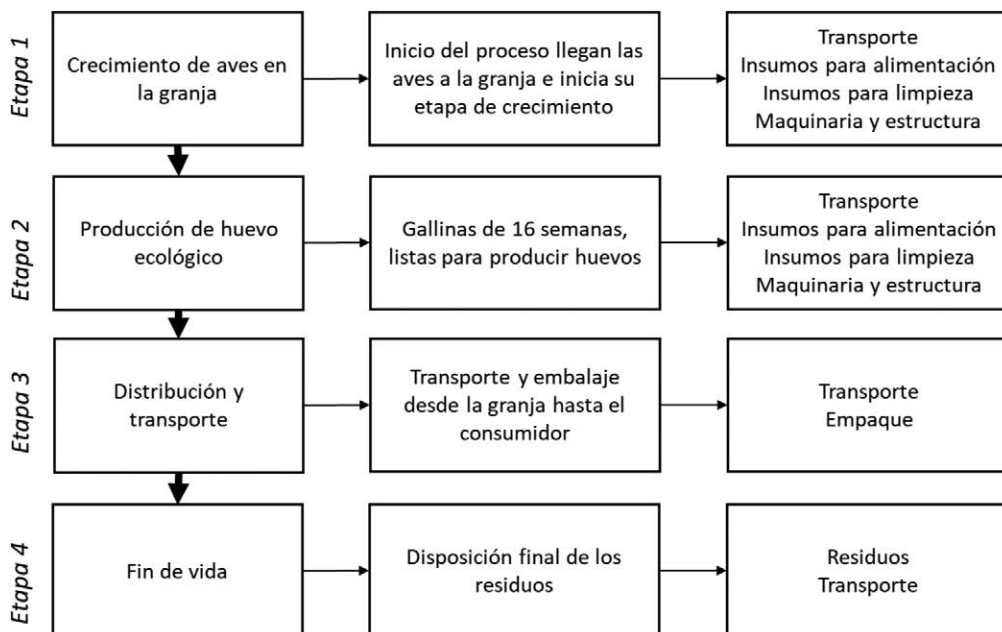 Etapa 1
Crecimiento de aves en
la granja
Inicio del proceso llegan las
aves a la granja e inicia su
etapa de crecimiento
Transporte
Insumos para alimentación
Insumos para limpieza
Maquinaria y estructura
Etapa 2
Producción de huevo
ecológico
Gallinas de 16 semanas,
listas para producir huevos
Transporte
Insumos para alimentación
Insumos para limpieza
Maquinaria y estructura
Etapa 3
Distribución y
transporte
Transporte y embalaje
desde la granja hasta el
consumidor
Transporte
Empaque
Etapa 4
Fin de vida
Disposición final de los
residuos
Residuos
Transporte